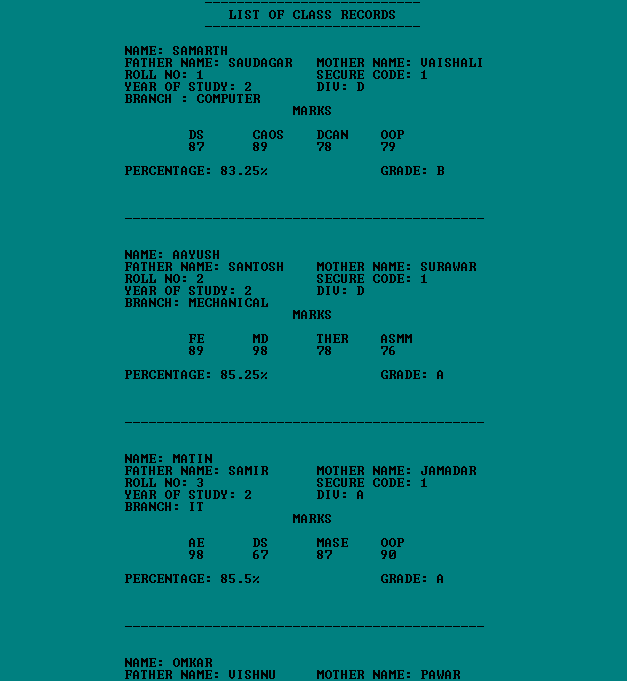 LIST OF CLASS RECORDS
NAME: SAMARTH
FATHER NAME: SAUDAGAR MOTHER NAME: VAISHALI
ROLL NO: 1 SECURE CODE: 1
YEAR OF STUDY: 2 DIV: D
BRANCH : COMPUTER
MARKS
DS CAOS DCAN OOP
87 89 78 79
PERCENTAGE: 83.25% GRADE: B
NAME: AAYUSH
FATHER NAME: SANTOSH MOTHER NAME: SURAWAR
ROLL NO: 2 SECURE CODE: 1
YEAR OF STUDY: 2 DIV: D
BRANCH: MECHANICAL
MARKS
FE MD THER ASMM
89 98 78 76
PERCENTAGE: 85.25% GRADE: A
NAME: MATIN
FATHER NAME: SAMIR MOTHER NAME: JAMADAR
ROLL NO: 3 SECURE CODE: 1
YEAR OF STUDY: 2 DIV: A
BRANCH: IT
MARKS
AE DS MASE OOP
98 67 87 90
PERCENTAGE: 85.5% GRADE: A
NAME: OMKAR
FATHER NAME: VISHNU MOTHER NAME: PAWAR